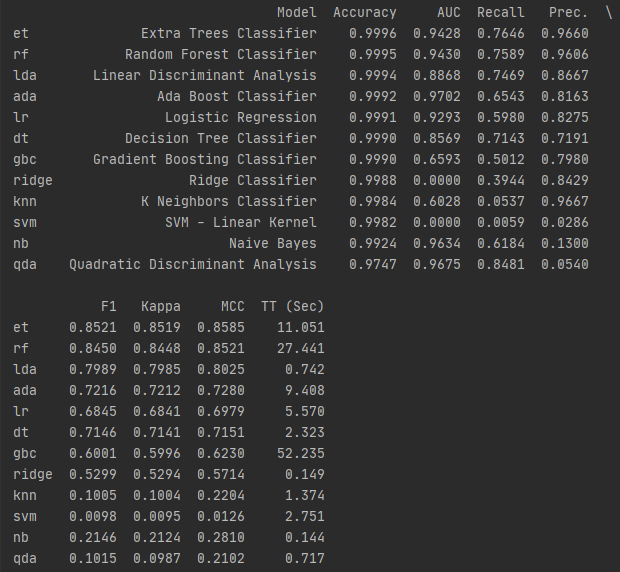 Model Accuracy AUC Recall Prec. \
et Extra Trees Classifier 0.9996 0.9428 0.7646 0.9660
rf Random Forest Classifier 0.9995 0.9430 0.7589 0.9606
lda Linear Discriminant Analysis 0.9994 0.8868 0.7469 0.8667
ada Ada Boost Classifier 0.9992 0.9702 0.6543 0.8163
lr Logistic Regression 0.9991 0.9293 0.5980 0.8275
dt Decision Tree Classifier 0.9990 0.8569 0.7143 0.7191
gbc Gradient Boosting Classifier 0.9990 0.6593 0.5012 0.7980
ridge Ridge Classifier 0.9988 0.0000 0.3944 0.8429
knn K Neighbors Classifier 0.9984 0.6028 0.0537 0.9667
svm SVM - Linear Kernel 0.9982 0.0000 0.0059 0.0286
nb Naive Bayes 0.9924 0.9634 0.6184 0.1300
qda Quadratic Discriminant Analysis 0.9747 0.9675 0.8481 0.0540
F1 Kappa MCC TT (Sec)
et 0.8521 0.8519 0.8585 11.051
rf 0.8450 0.8448 0.8521 27.441
lda 0.7989 0.7985 0.8025 0.742
ada 0.7216 0.7212 0.7280 9.408
lr 0.6845 0.6841 0.6979 5.570
dt 0.7146 0.7141 0.7151 2.323
gbc 0.6001 0.5996 0.6230 52.235
ridge 0.5299 0.5294 0.5714 0.149
knn 0.1005 0.1004 0.2204 1.374
svm 0.0098 0.0095 0.0126 2.751
nb 0.2146 0.2124 0.2810 0.144
qda 0.1015 0.0987 0.2102 0.717